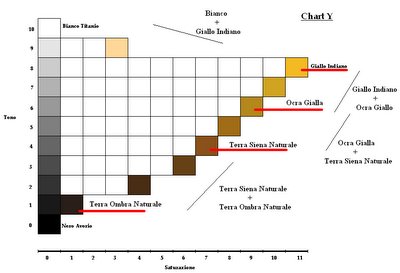 Chart Y
Bianco
+
Giallo Indiano
10
Bianco Titanio
9
8
Giallo Indiano
7
Giallo Indiano
+
Ocra Gialla
Tono
6
Ocra Gialla
5
4
Terra Siena Naturale
Ocra Gialla
+
Terra Siena Naturale
3
2
Terra Siena Naturale
+
Terra Ombra Naturale
1
Terra Ombra Naturale
0
Nero Avorio
0 1 2 3 4 5 6 7 8 9 10 11
Saturazione